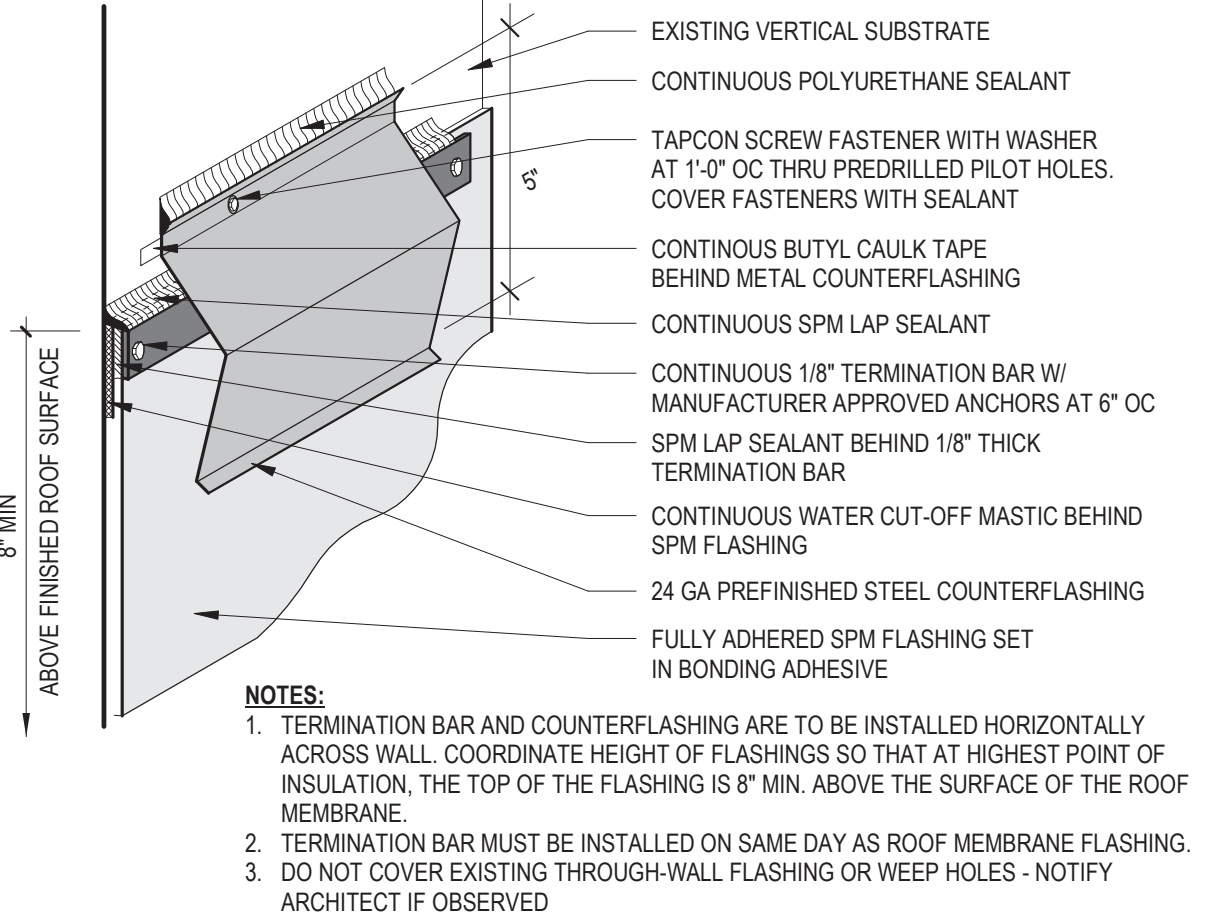 EXISTING VERTICAL SUBSTRATE
CONTINUOUS POLYURETHANE SEALANT
TAPCON SCREW FASTENER WITH WASHER
AT 1'-0" OC THRU PREDRILLED PILOT HOLES.
COVER FASTENERS WITH SEALANT
5"
CONTINOUS BUTYL CAULK TAPE
BEHIND METAL COUNTERFLASHING
CONTINUOUS SPM LAP SEALANT
CONTINUOUS 1/8" TERMINATION BAR W/
MANUFACTURER APPROVED ANCHORS AT 6" OC
SPM LAP SEALANT BEHIND 1/8" THICK
TERMINATION BAR
CONTINUOUS WATER CUT-OFF MASTIC BEHIND
SPM FLASHING
24 GA PREFINISHED STEEL COUNTERFLASHING
FULLY ADHERED SPM FLASHING SET
IN BONDING ADHESIVE
8" MIN
ABOVE FINISHED ROOF SURFACE
NOTES:
1. TERMINATION BAR AND COUNTERFLASHING ARE TO BE INSTALLED HORIZONTALLY
ACROSS WALL. COORDINATE HEIGHT OF FLASHINGS SO THAT AT HIGHEST POINT OF
INSULATION, THE TOP OF THE FLASHING IS 8" MIN. ABOVE THE SURFACE OF THE ROOF
MEMBRANE.
2. TERMINATION BAR MUST BE INSTALLED ON SAME DAY AS ROOF MEMBRANE FLASHING.
3. DO NOT COVER EXISTING THROUGH-WALL FLASHING OR WEEP HOLES - NOTIFY
ARCHITECT IF OBSERVED